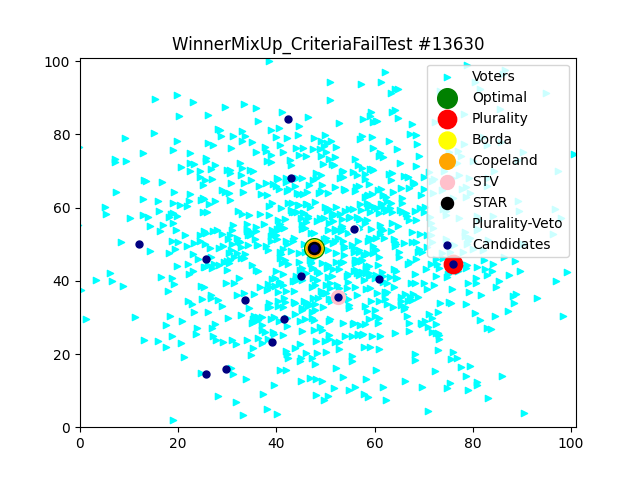 WinnerMixUp_CriteriaFailTest #13630
100
80
60
40
20
0
0
20
40
60
80
100
Voters
Optimal
Plurality
Borda
Copeland
STV
STAR
Plurality-Veto
Candidates